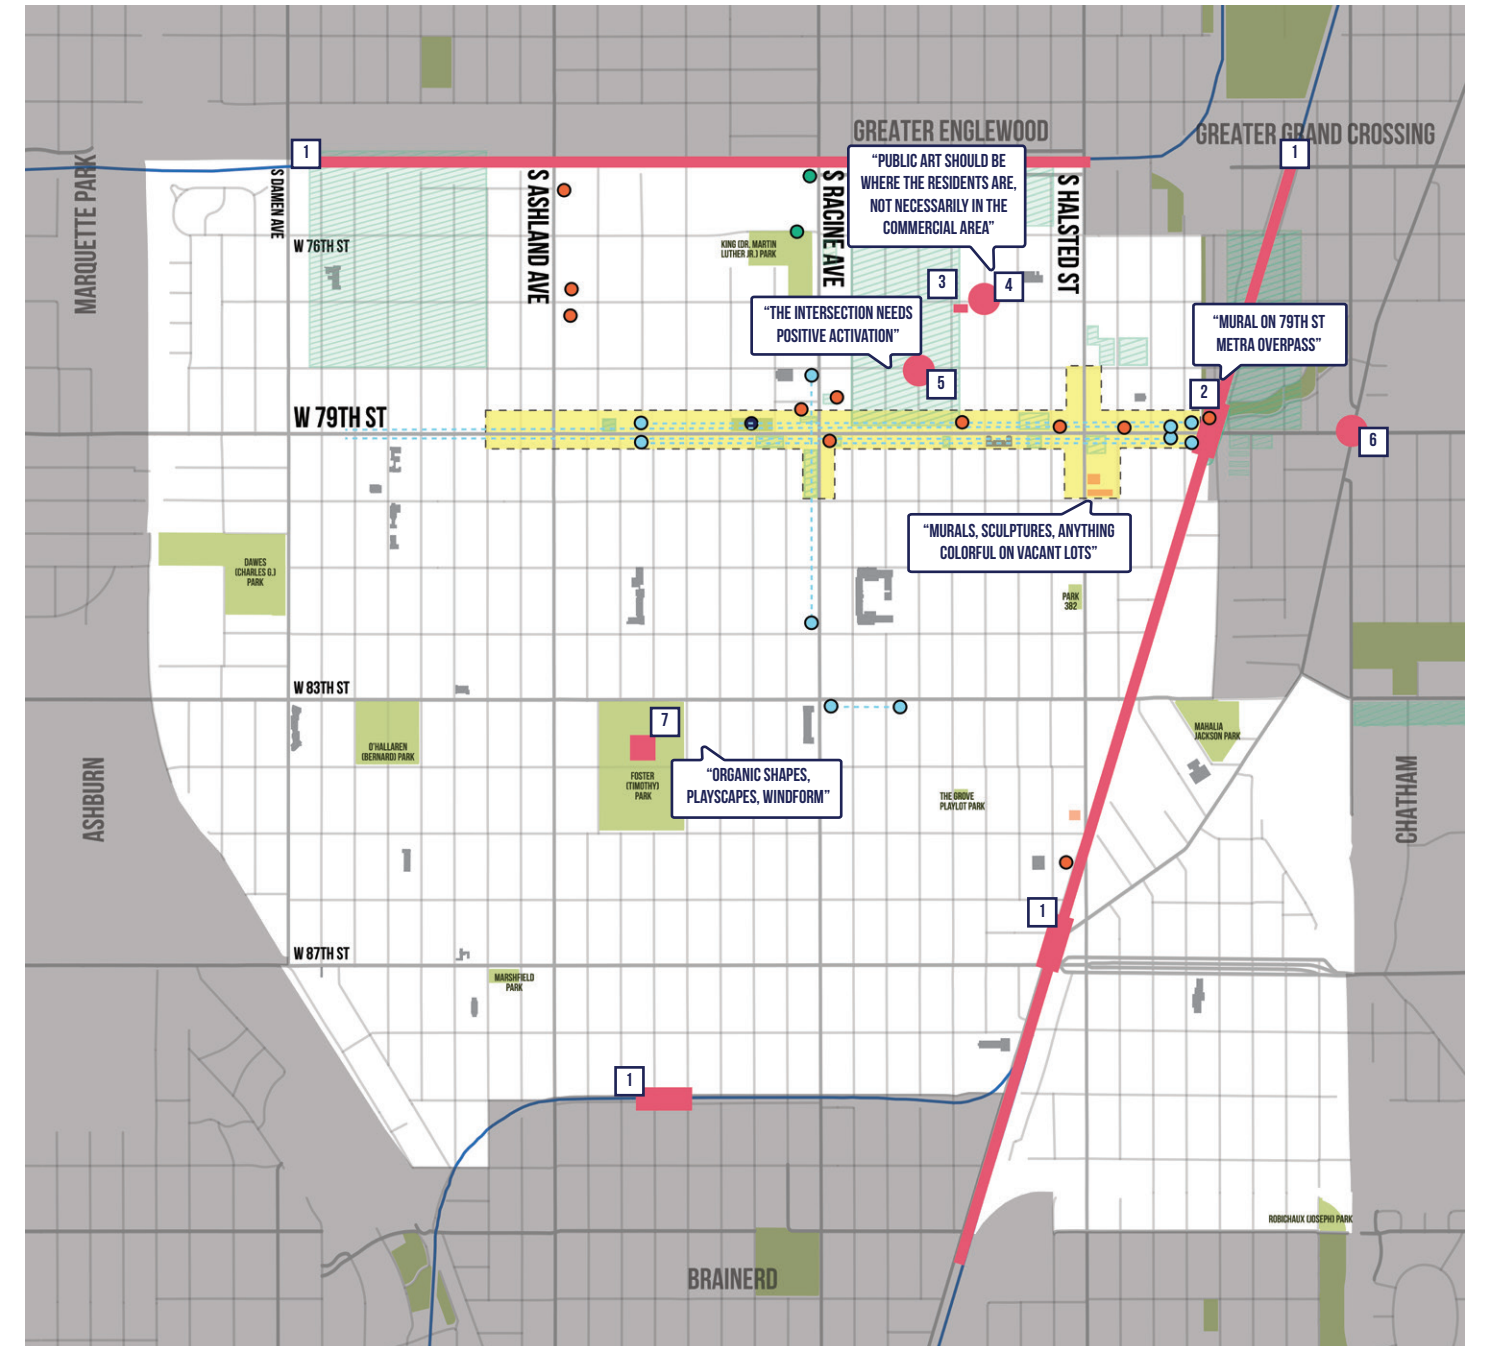 GREATER ENGLEWOOD
GREATER GRAND CROSSING
MARQUETTE PARK
1
1
S DAMEN AVE
S ASHLAND AVE
S RACINE AVE
S HALSTED ST
“PUBLIC ART SHOULD BE
WHERE THE RESIDENTS ARE,
NOT NECESSARILY IN THE
COMMERCIAL AREA”
W 76TH ST
KING (DR. MARTIN
LUTHER JR.) PARK
3
4
“THE INTERSECTION NEEDS
POSITIVE ACTIVATION”
“MURAL ON 79TH ST
METRA OVERPASS”
5
2
W 79TH ST
6
“MURALS, SCULPTURES, ANYTHING
COLORFUL ON VACANT LOTS”
DAWES
(CHARLES G.)
PARK
PARK
382
W 83RD ST
7
O'HALLAREN
(BERNARD) PARK
FOSTER
(TIMOTHY)
PARK
“ORGANIC SHAPES,
PLAYSCAPES, WINDFORM”
MAHALIA
JACKSON PARK
ASHBURN
CHATHAM
THE GROVE
PLAYLOT PARK
1
W 87TH ST
MARSHFIELD
PARK
1
ROBICHAUX (JOSEPH) PARK
BRAINERD